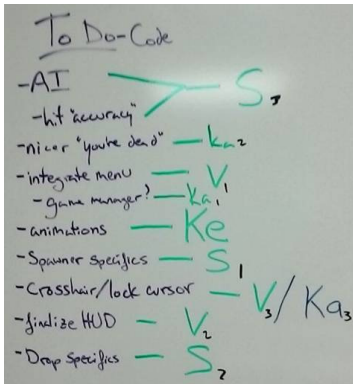 To Do-Code
-AI
-hit "accuracy" S3
-nicer "you're dead" - Ka2
-integrate menu - V1
-game manager? - Ka1
-animations - Ke
-Spawner Specifics - S1
-Crosshair/lock cursor - V3/Ka3
-finalize HUD - V2
-Drop Specifics - S2